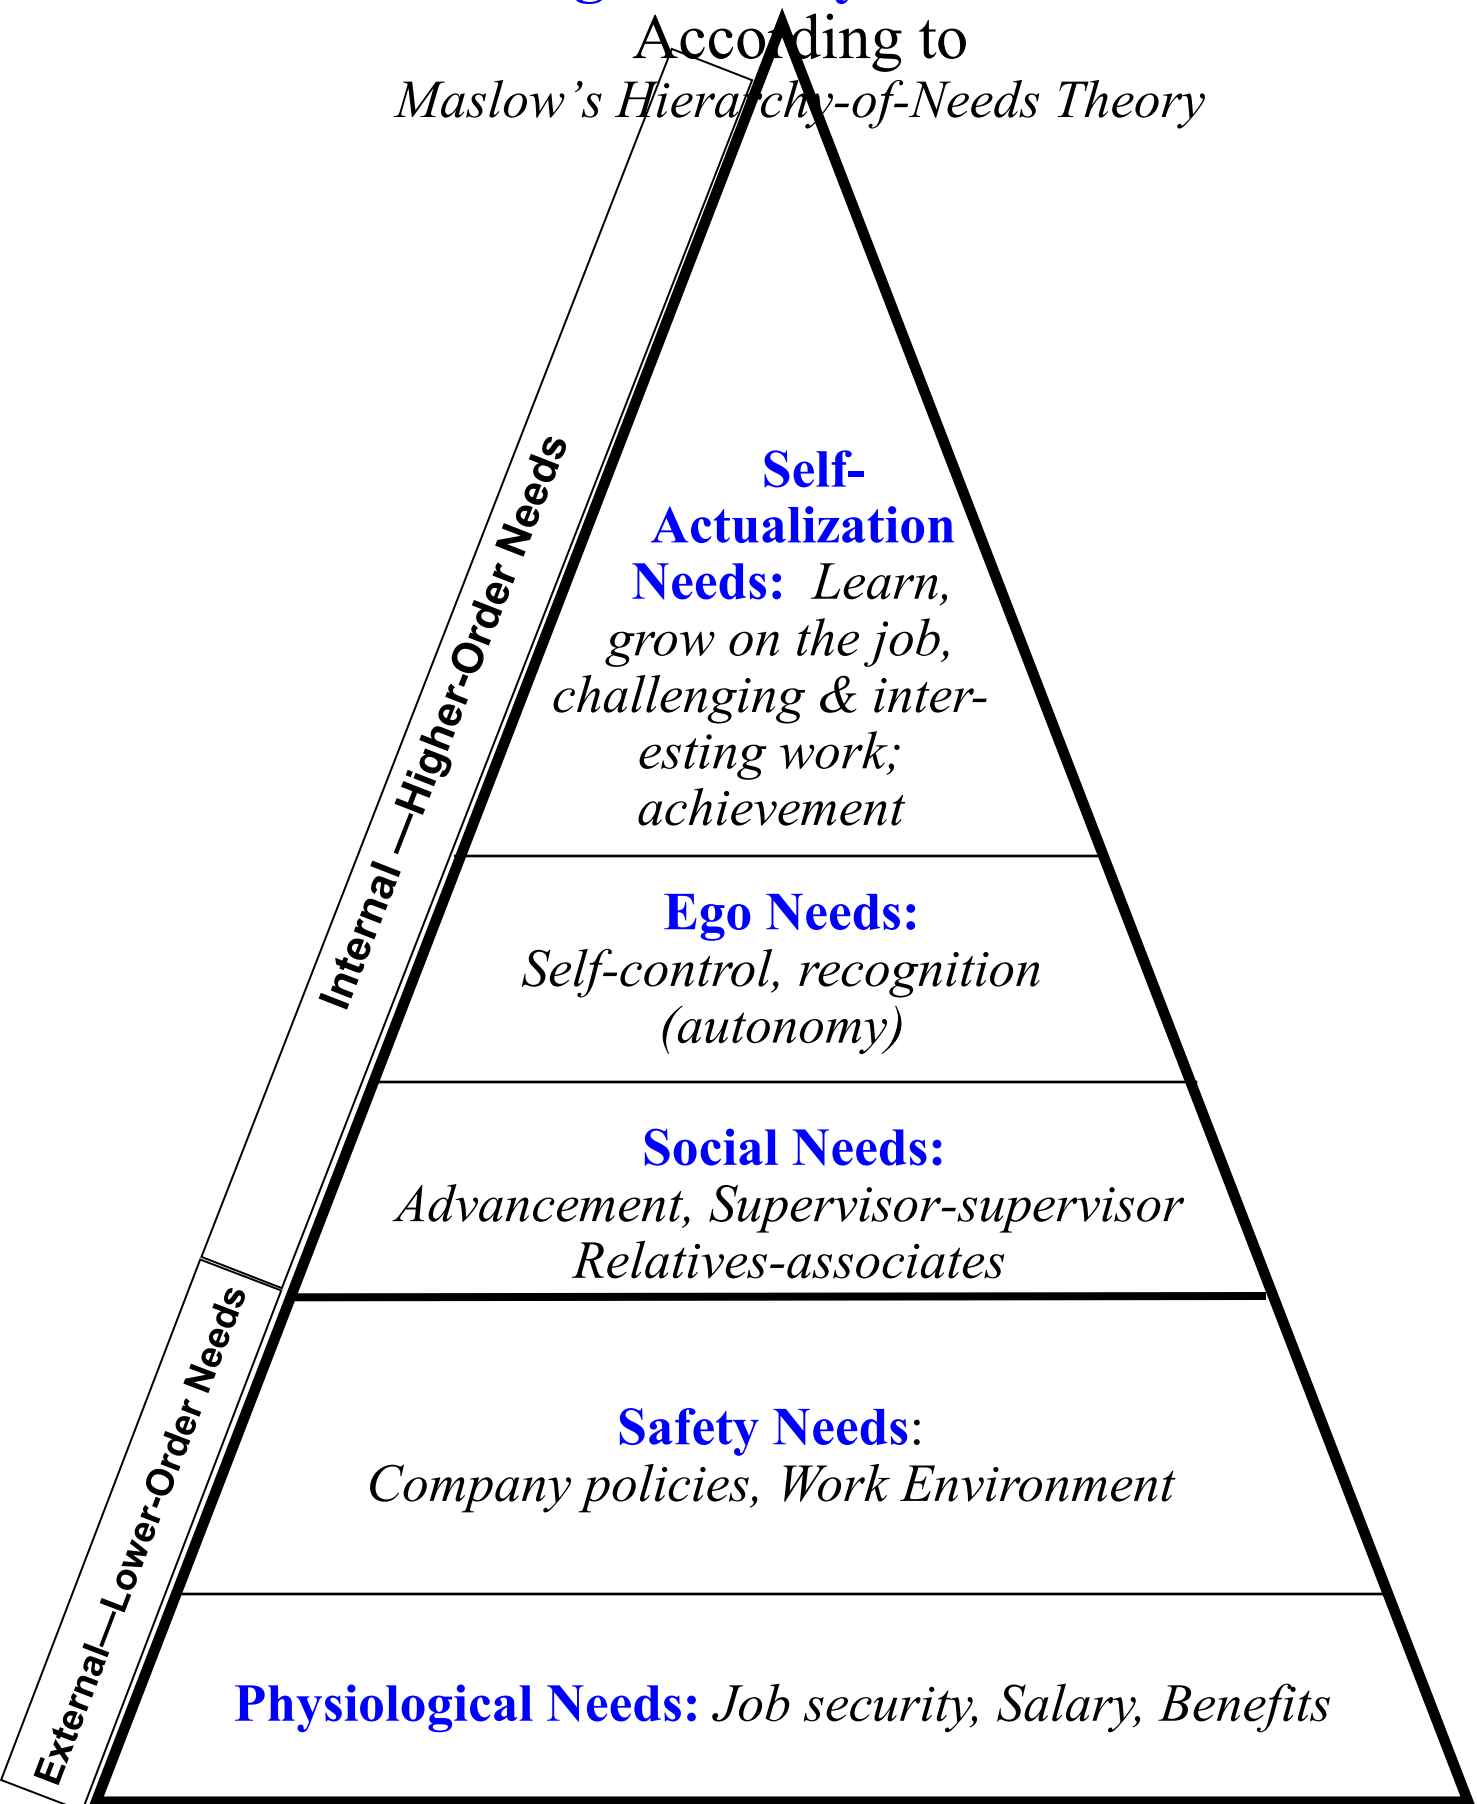 According to
Maslow’s Hierarchy-of-Needs Theory
Self-
Actualization
Needs: Learn,
grow on the job,
challenging & inter-
esting work;
achievement
Ego Needs:
Self-control, recognition
(autonomy)
Social Needs:
Advancement, Supervisor-supervisor
Relatives-associates
Safety Needs:
Company policies, Work Environment
Physiological Needs: Job security, Salary, Benefits
Internal —Higher-Order Needs
External—Lower-Order Needs